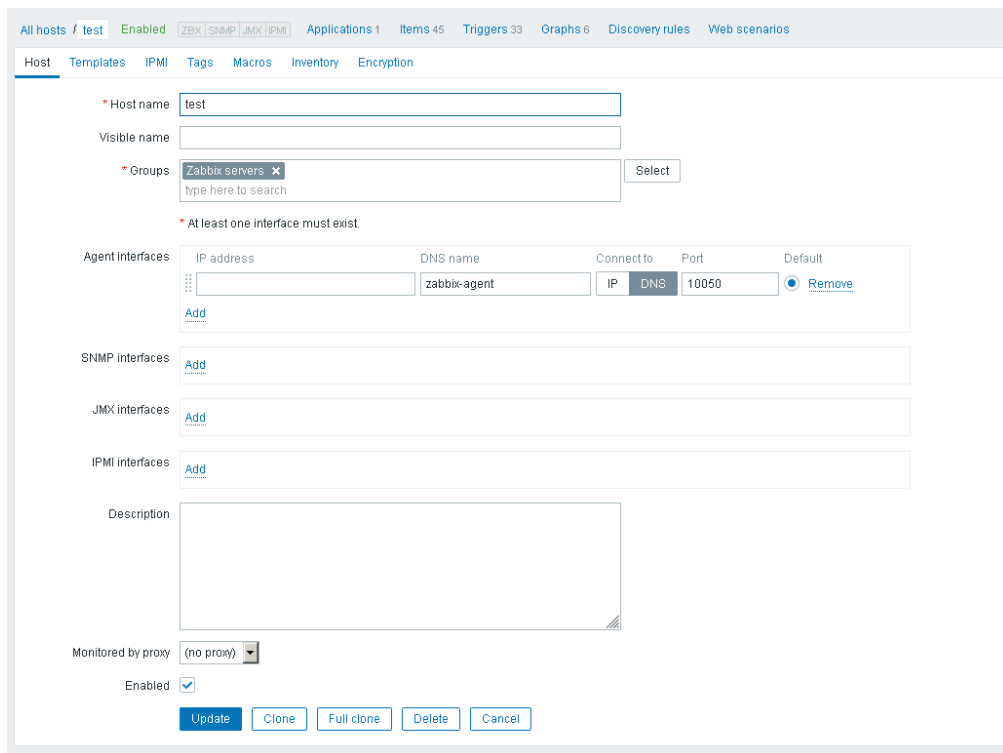 All hosts / test Enabled ZBX SNMP JMX IPMI Applications 1 Items 45 Triggers 33 Graphs 6 Discovery rules Web scenarios
Host Templates IPMI Tags Macros Inventory Encryption
* Host name test
Visible name
* Groups Zabbix servers × Select
type here to search
* At least one interface must exist.
Agent interfaces IP address DNS name Connect to Port Default
zabbix-agent IP DNS 10050 Remove
Add
SNMP interfaces Add
JMX interfaces Add
IPMI interfaces Add
Description
Monitored by proxy (no proxy)
Enabled
Update Clone Full clone Delete Cancel